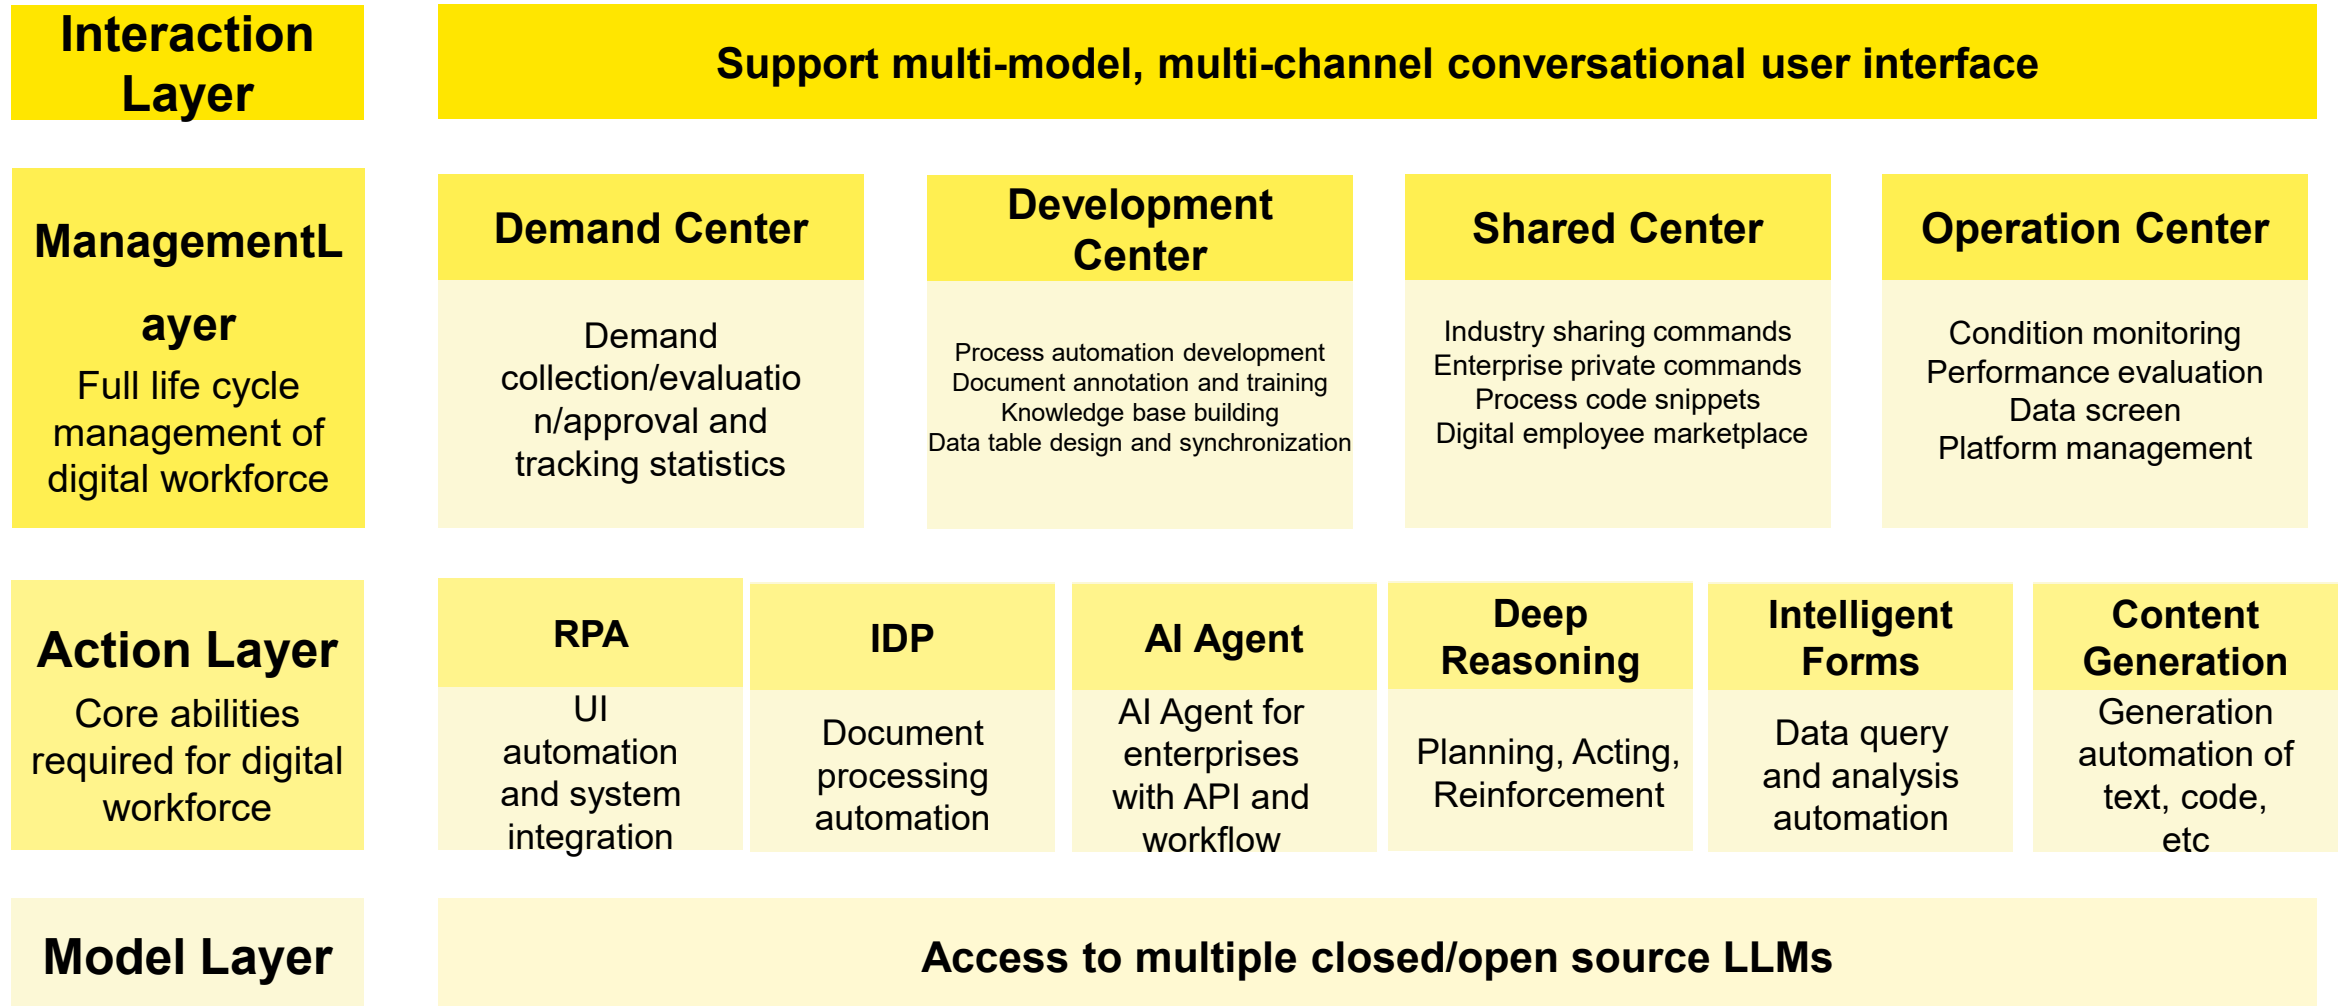 Interaction
Layer
Support multi-model, multi-channel conversational user interface
ManagementL
ayer
Full life cycle
management of
digital workforce
Demand Center
Demand
collection/evaluatio
n/approval and
tracking statistics
Development
Center
Process automation development
Document annotation and training
Knowledge base building
Data table design and synchronization
Shared Center
Industry sharing commands
Enterprise private commands
Process code snippets
Digital employee marketplace
Operation Center
Condition monitoring
Performance evaluation
Data screen
Platform management
Action Layer
Core abilities
required for digital
workforce
RPA
UI
automation
and system
integration
IDP
Document
processing
automation
AI Agent
AI Agent for
enterprises
with API and
workflow
Deep
Reasoning
Planning, Acting,
Reinforcement
Intelligent
Forms
Data query
and analysis
automation
Content
Generation
Generation
automation of
text, code,
etc
Model Layer
Access to multiple closed/open source LLMs